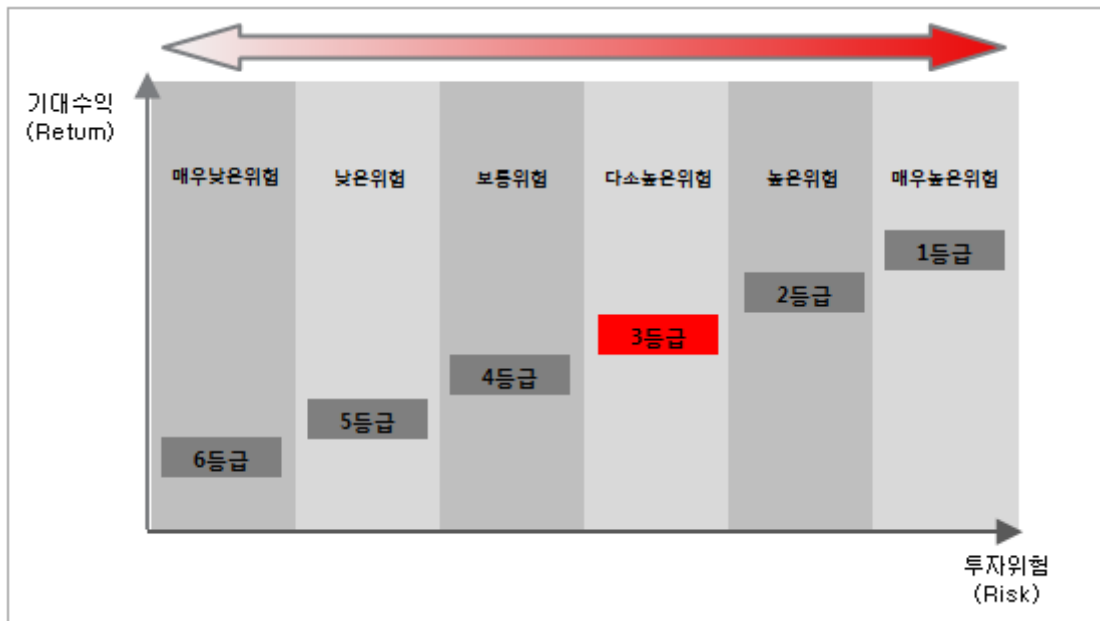 기대수익
(Retum)
매우낮은위험
낮은위험
보통위험
다소높은위험
높은위험
매우높은위험
1등급
2등급
3등급
4등급
5등급
6등급
투자위험
(Risk)